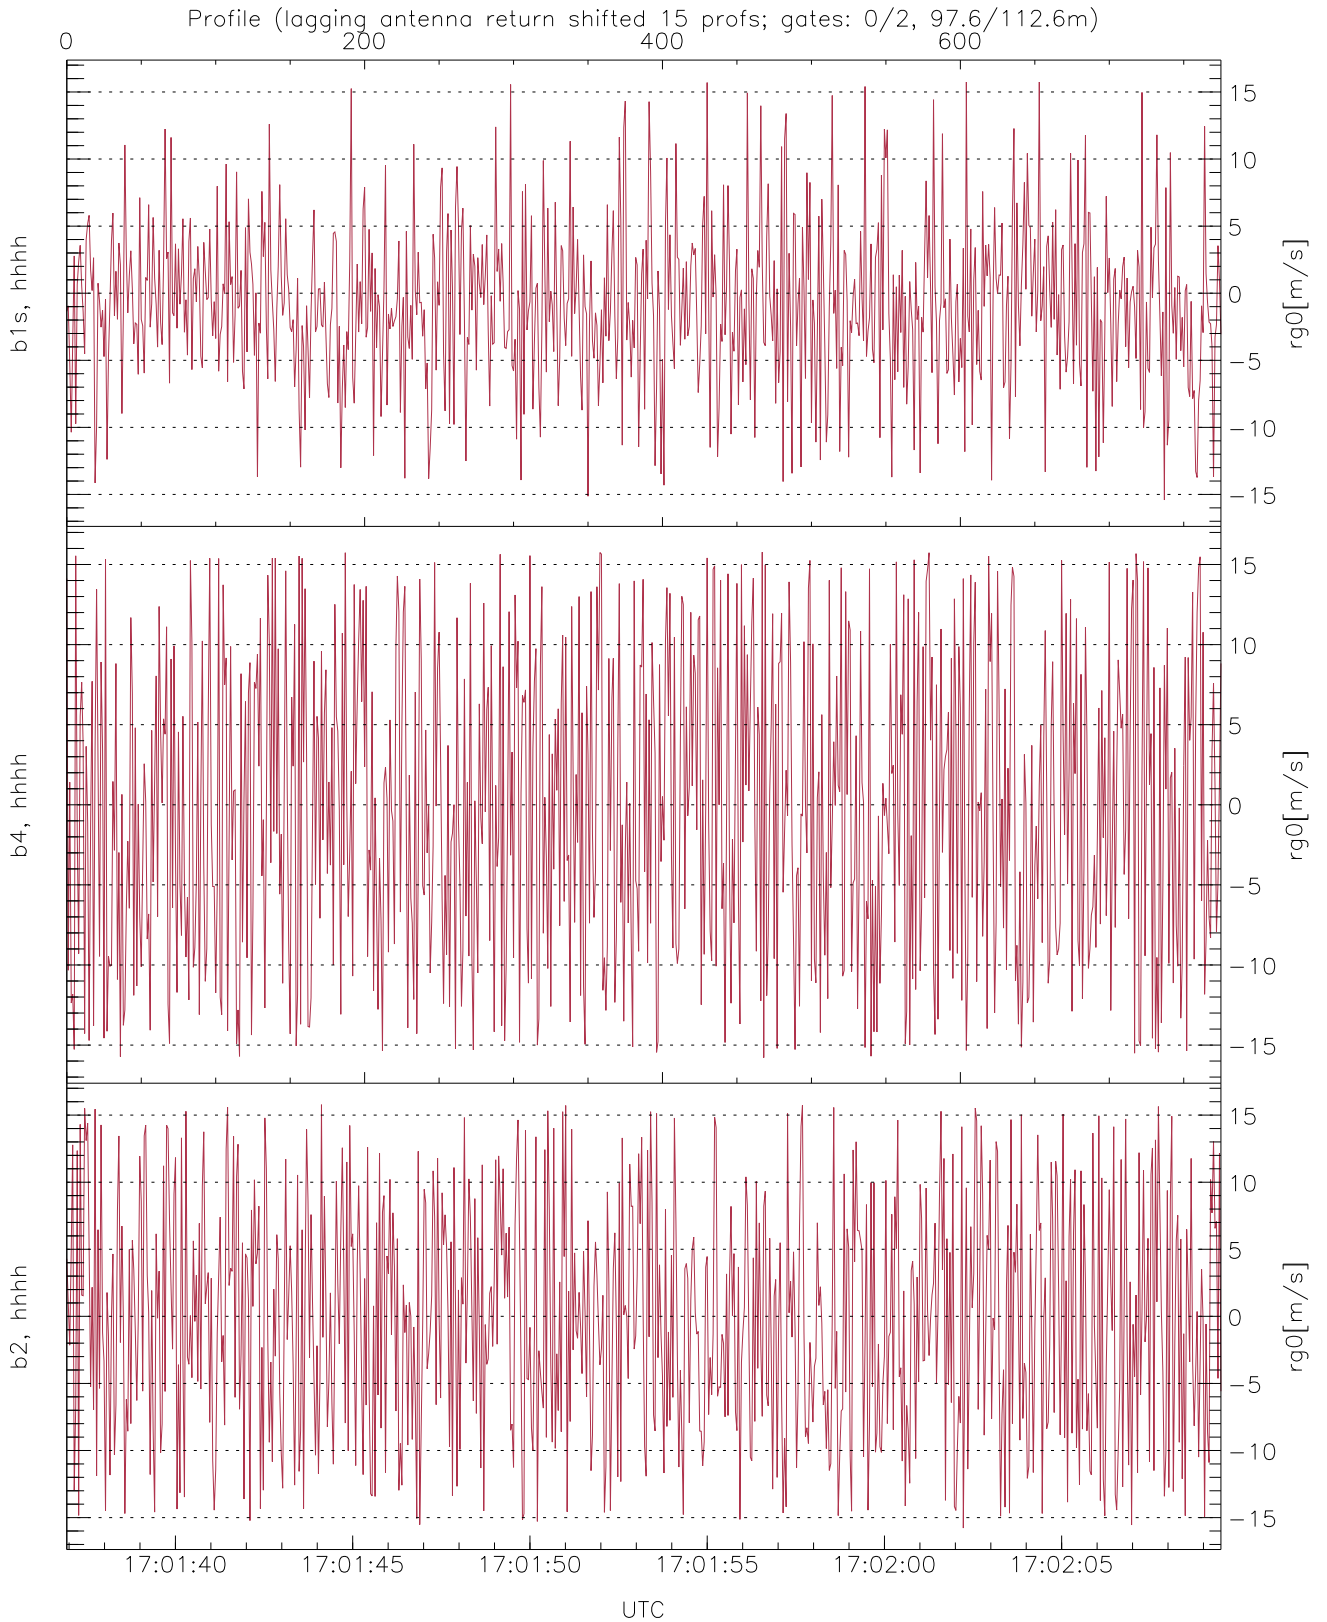 Profile (lagging antenna return shifted 15 profs; gates: 0/2, 97.6/112.6m)
0 200 400 600
b1s, hhhh
15
10
5
0
−5
−10
−15
rg0[m/s]
b4, hhhh
15
10
5
0
−5
−10
−15
rg0[m/s]
b2, hhhh
15
10
5
0
−5
−10
−15
rg0[m/s]
17:01:40 17:01:45 17:01:50 17:01:55 17:02:00 17:02:05
UTC